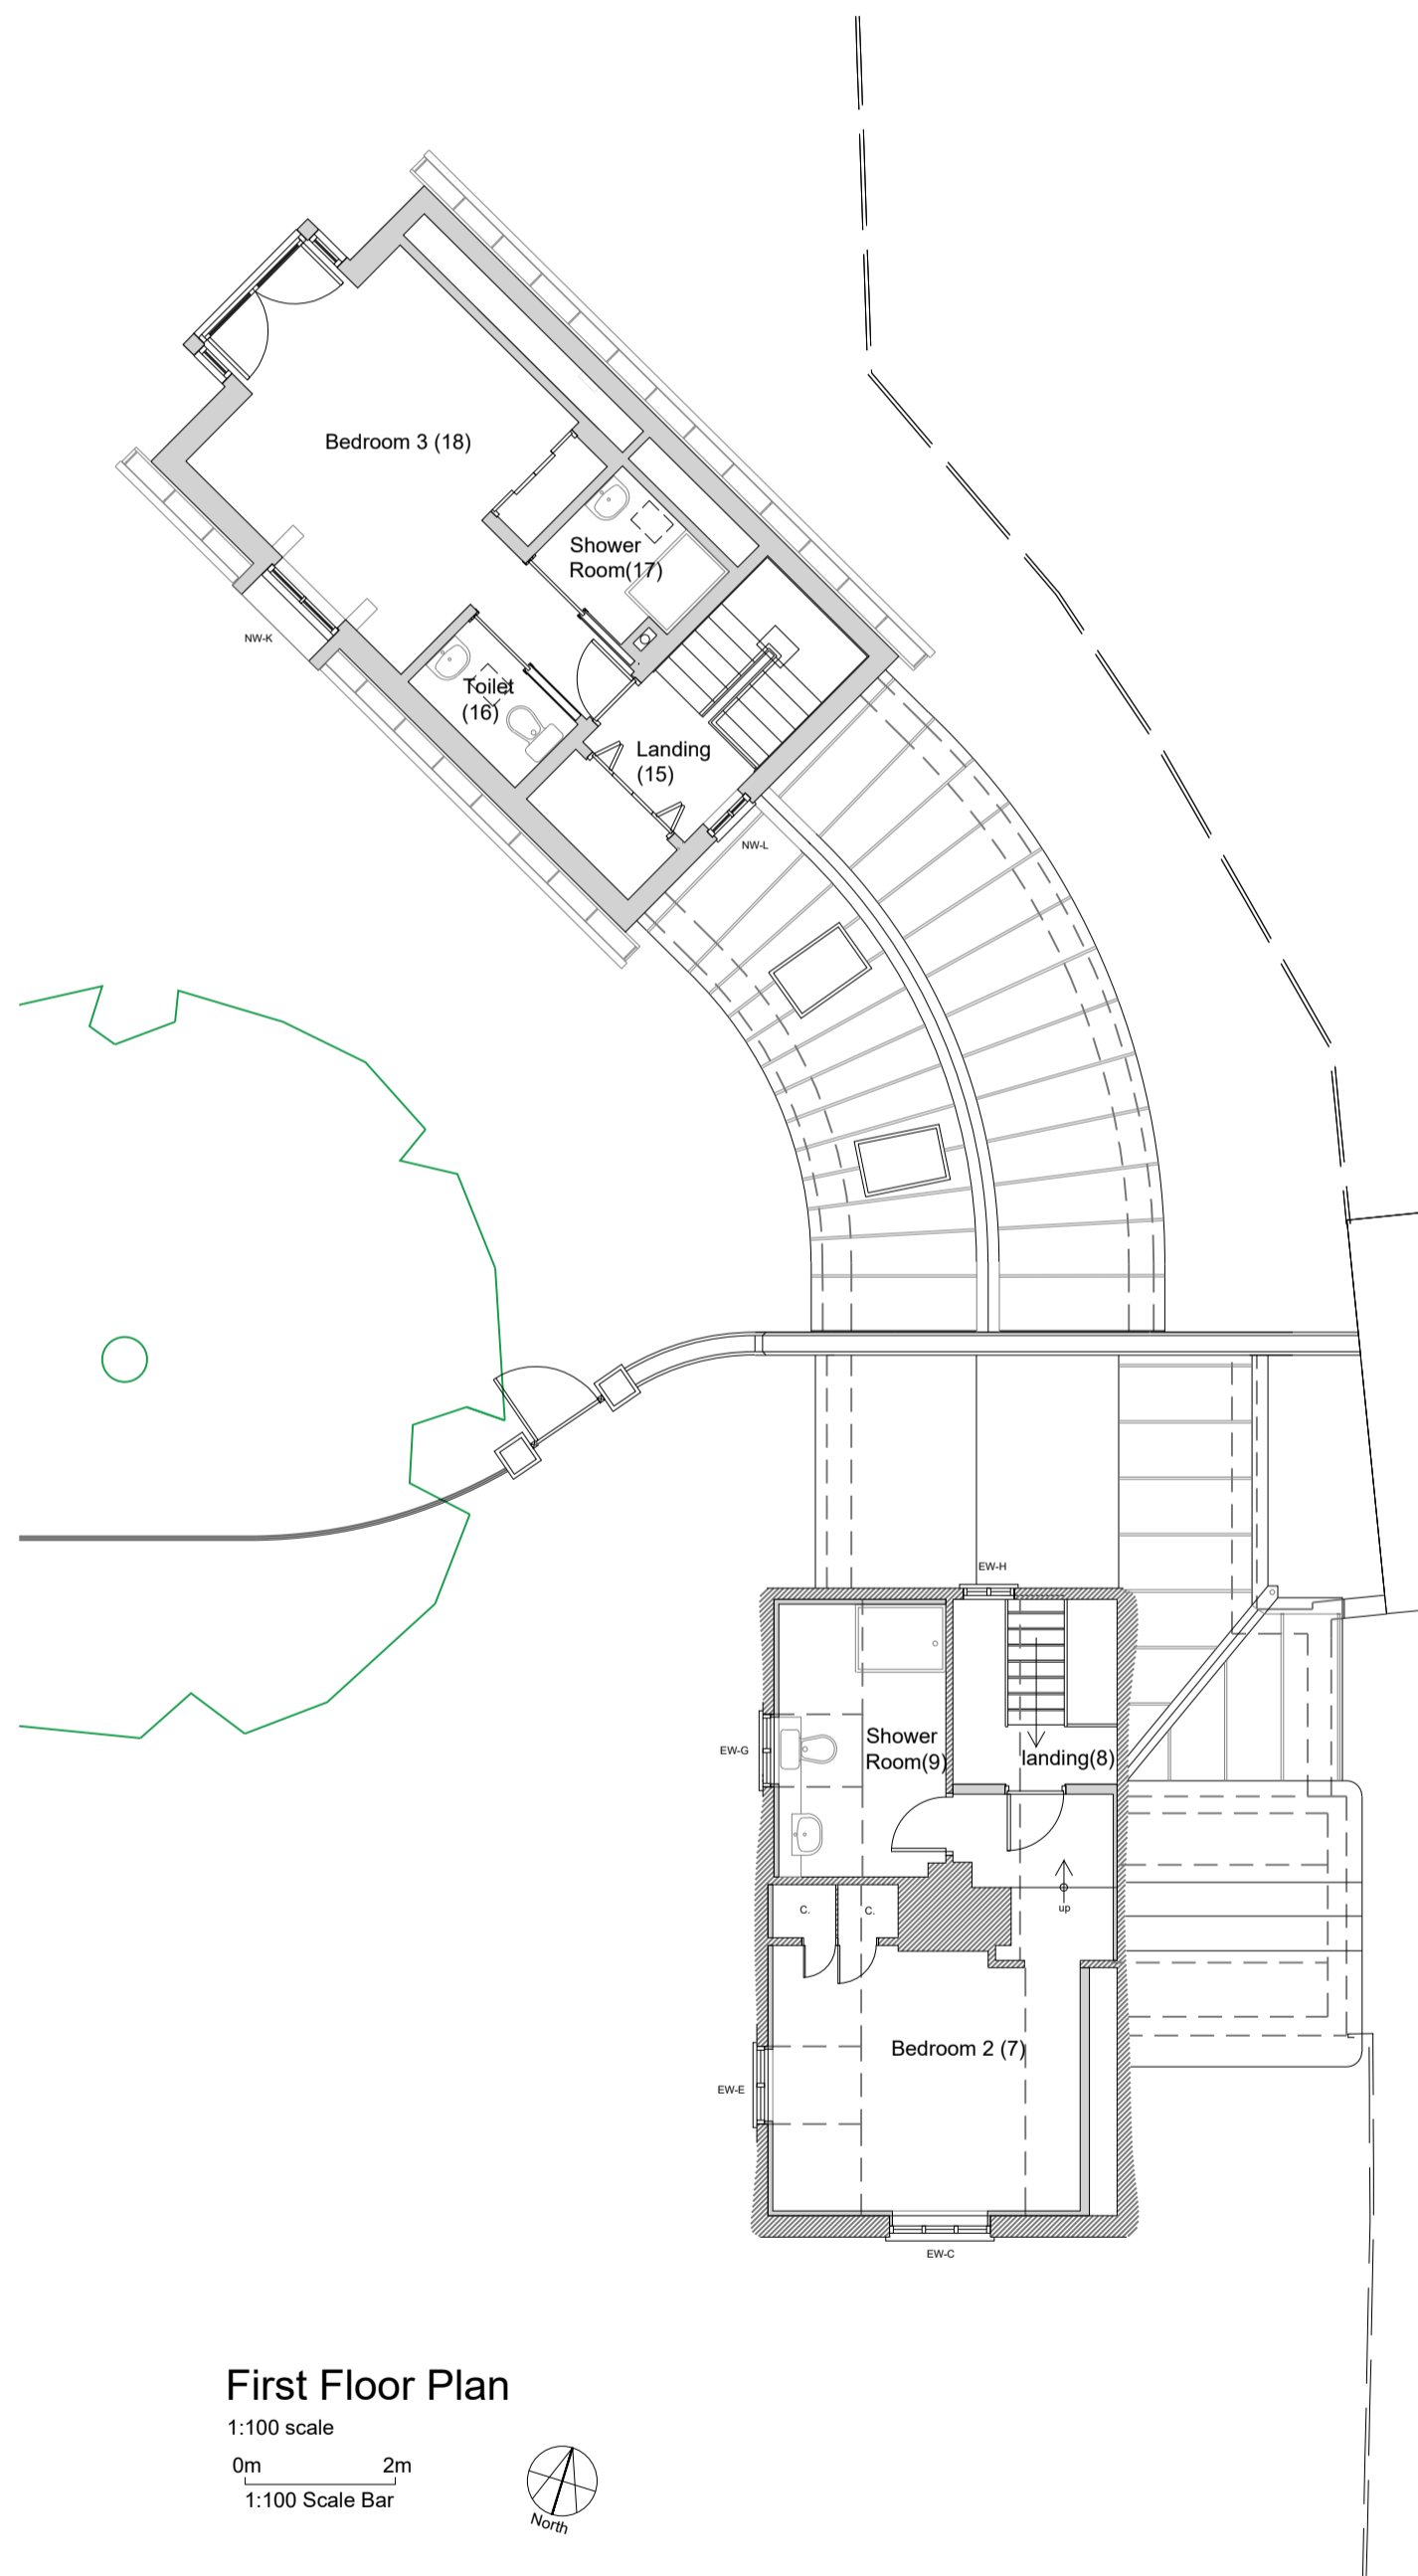 Bedroom 3 (18)
Shower
Room(17)
NW-K
Toilet
(16)
Landing
(15)
NW-L
EW-H
EW-G
Shower
Room(9)
landing(8)
C.
C.
up
Bedroom 2 (7)
EW-E
EW-C
First Floor Plan
1:100 scale
0m 2m
1:100 Scale Bar
North